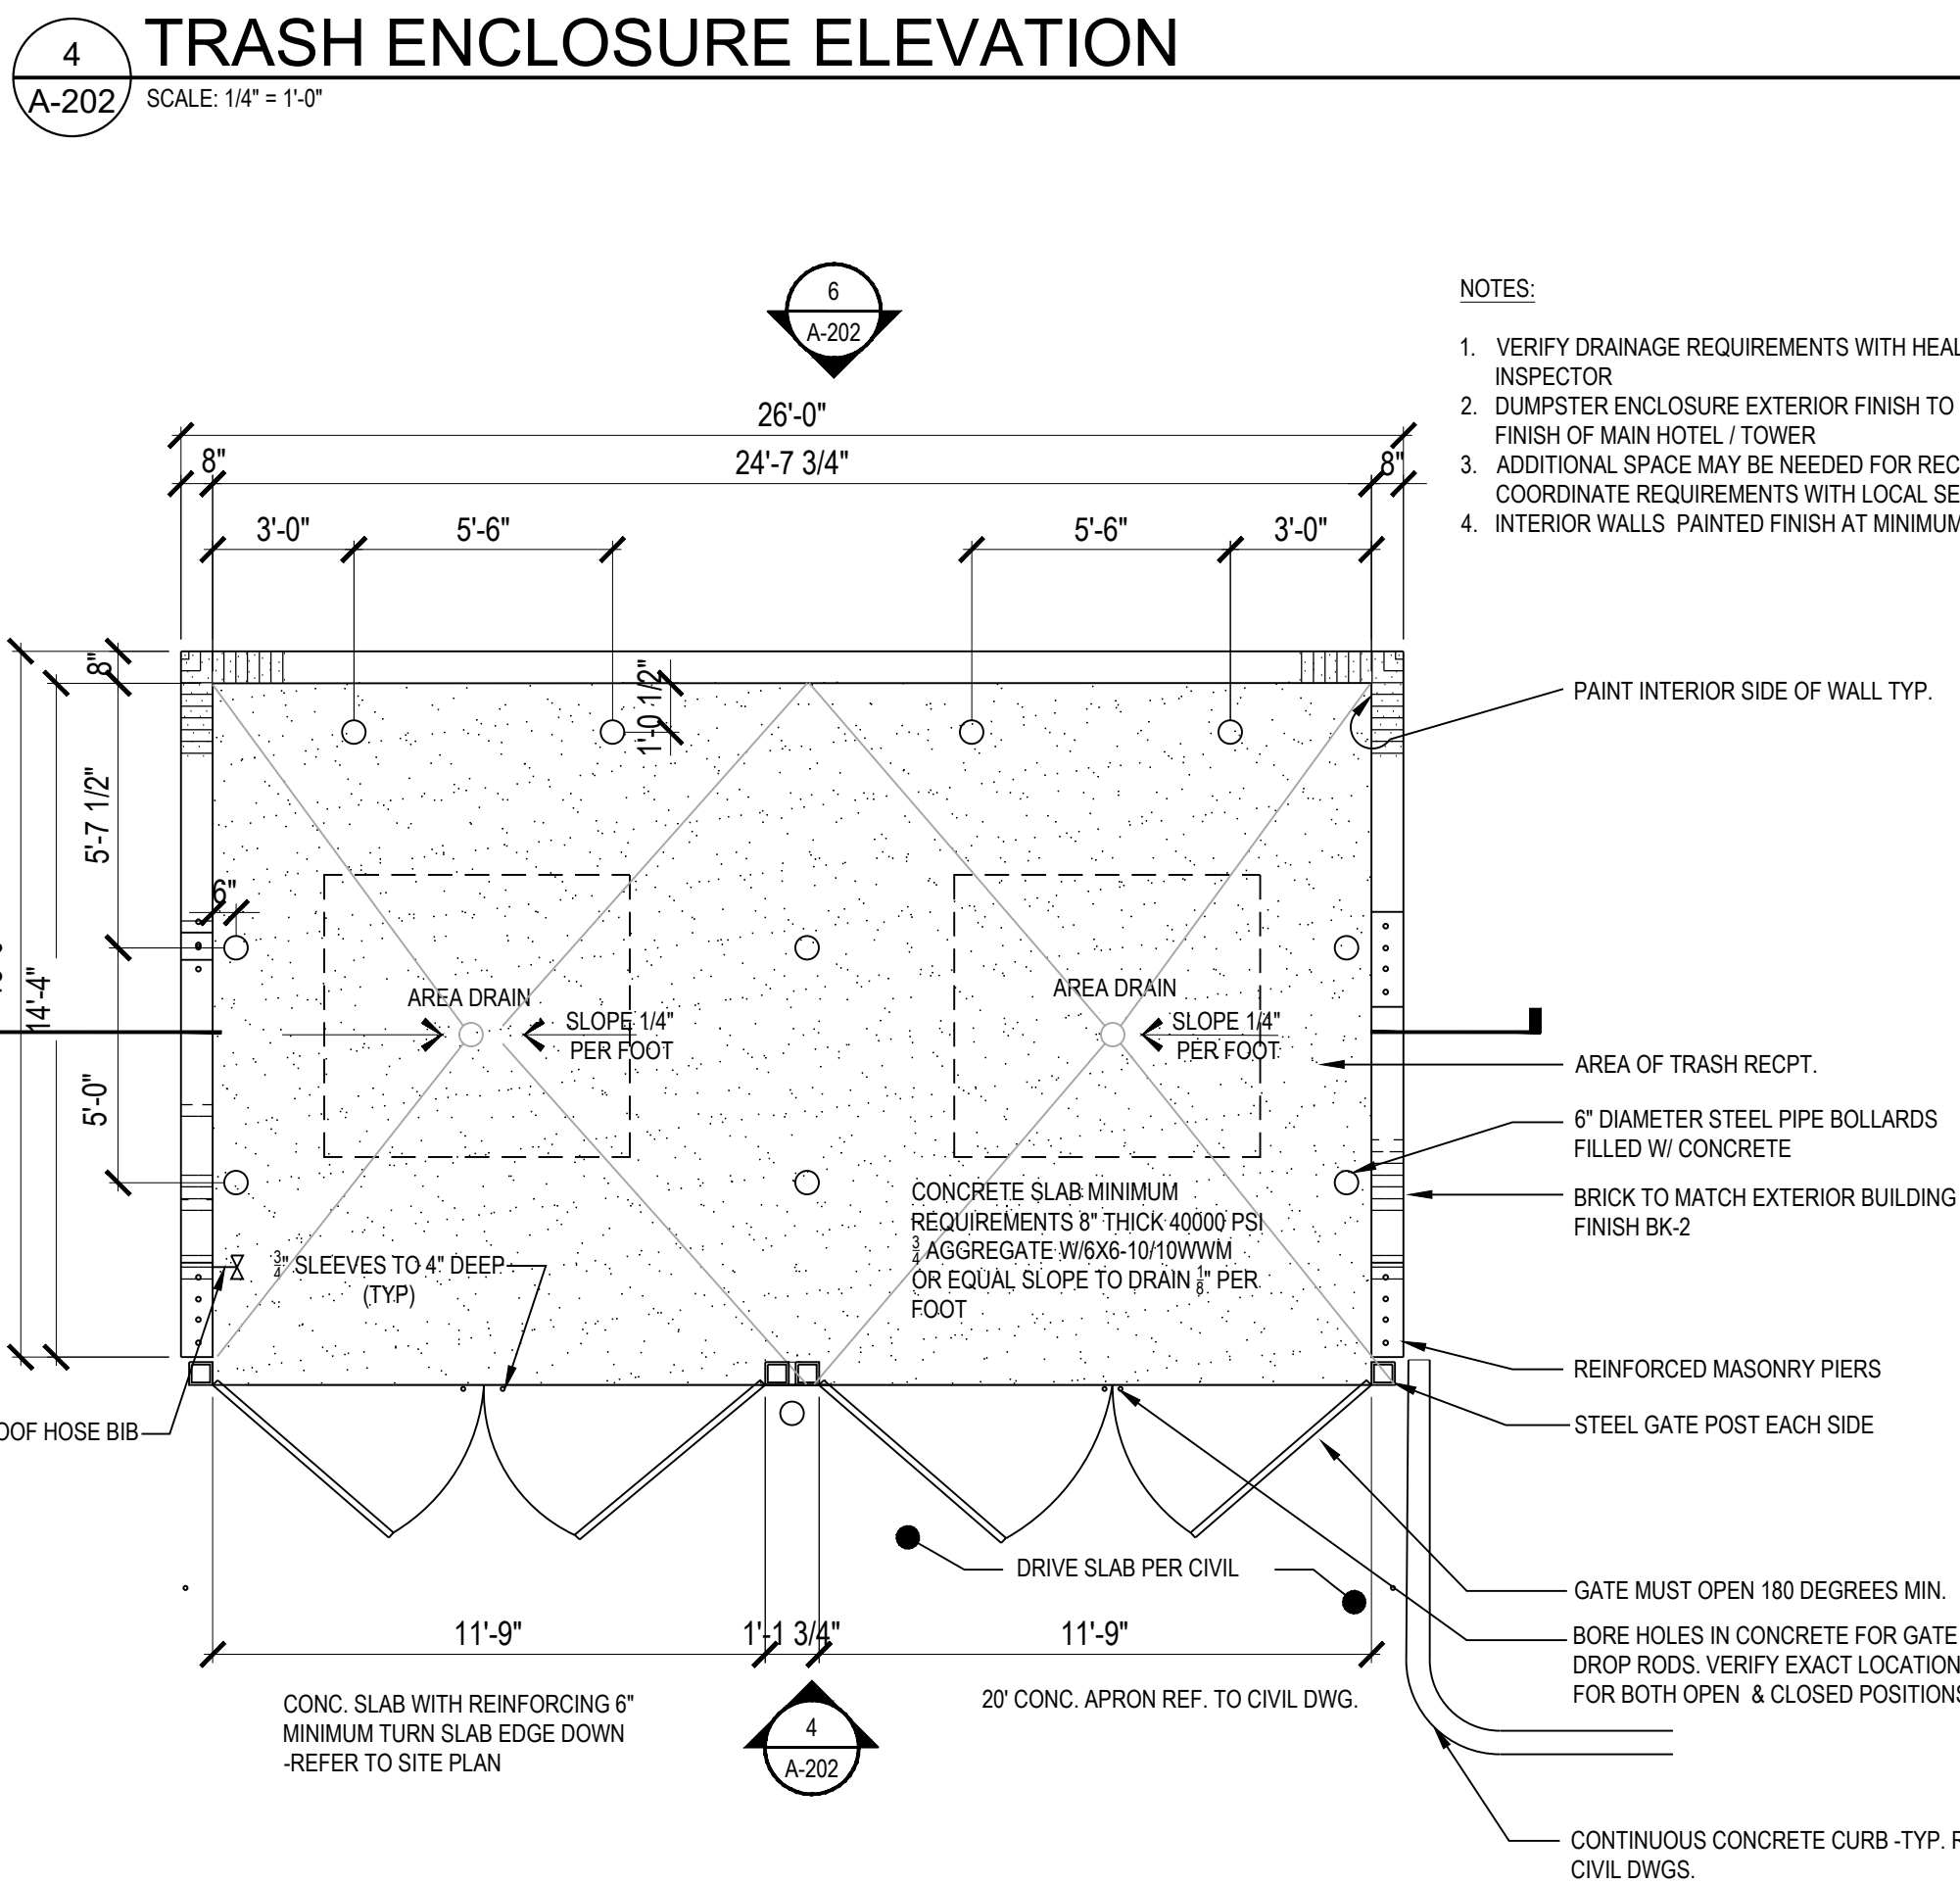 4
A-202
TRASH ENCLOSURE ELEVATION
SCALE: 1/4" = 1'-0"
6
A-202
NOTES:
1. VERIFY DRAINAGE REQUIREMENTS WITH HEAL
INSPECTOR
2. DUMPSTER ENCLOSURE EXTERIOR FINISH TO
FINISH OF MAIN HOTEL / TOWER
3. ADDITIONAL SPACE MAY BE NEEDED FOR REC
COORDINATE REQUIREMENTS WITH LOCAL SE
4. INTERIOR WALLS PAINTED FINISH AT MINIMUM
26'-0"
8"
24'-7 3/4"
8"
3'-0"
5'-6"
5'-6"
3'-0"
8"
1'-0 1/2"
PAINT INTERIOR SIDE OF WALL TYP.
5'-7 1/2"
6"
14'-4"
AREA DRAIN
SLOPE 1/4"
PER FOOT
AREA DRAIN
SLOPE 1/4"
PER FOOT
5'-0"
AREA OF TRASH RECPT.
6" DIAMETER STEEL PIPE BOLLARDS
FILLED W/ CONCRETE
BRICK TO MATCH EXTERIOR BUILDING
FINISH BK-2
CONCRETE SLAB MINIMUM
REQUIREMENTS 8" THICK 40000 PSI
3/4 AGGREGATE W/6X6-10/10WWM
OR EQUAL SLOPE TO DRAIN 1/8" PER
FOOT
3/4" SLEEVES TO 4" DEEP
(TYP)
REINFORCED MASONRY PIERS
STEEL GATE POST EACH SIDE
OOF HOSE BIB
DRIVE SLAB PER CIVIL
GATE MUST OPEN 180 DEGREES MIN.
BORE HOLES IN CONCRETE FOR GATE
DROP RODS. VERIFY EXACT LOCATION
FOR BOTH OPEN & CLOSED POSITIONS
11'-9"
1'-1 3/4"
11'-9"
CONC. SLAB WITH REINFORCING 6"
MINIMUM TURN SLAB EDGE DOWN
-REFER TO SITE PLAN
4
A-202
20' CONC. APRON REF. TO CIVIL DWG.
CONTINUOUS CONCRETE CURB -TYP. R
CIVIL DWGS.